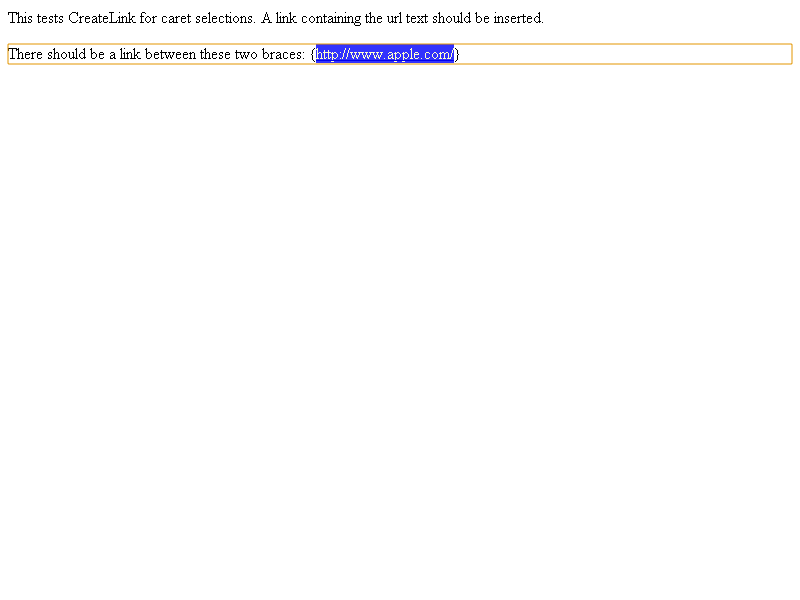 This tests CreateLink for caret selections. A link containing the url text should be inserted.
There should be a link between these two braces: {http://www.apple.com/}